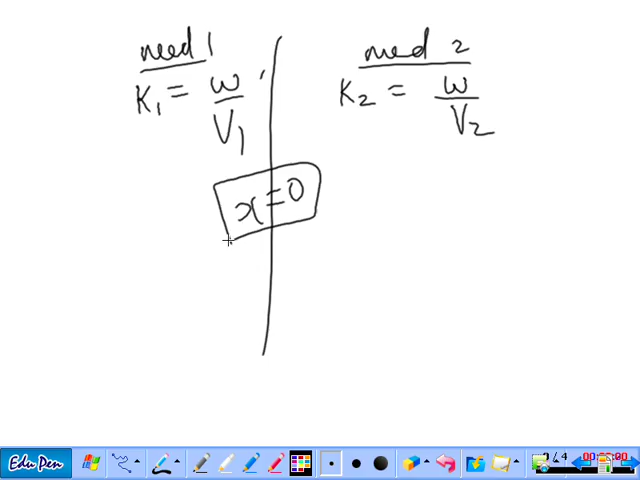 med 1
med 2
K₁ = w/V₁
K₂ = w/V₂
x=0
Edu Pen